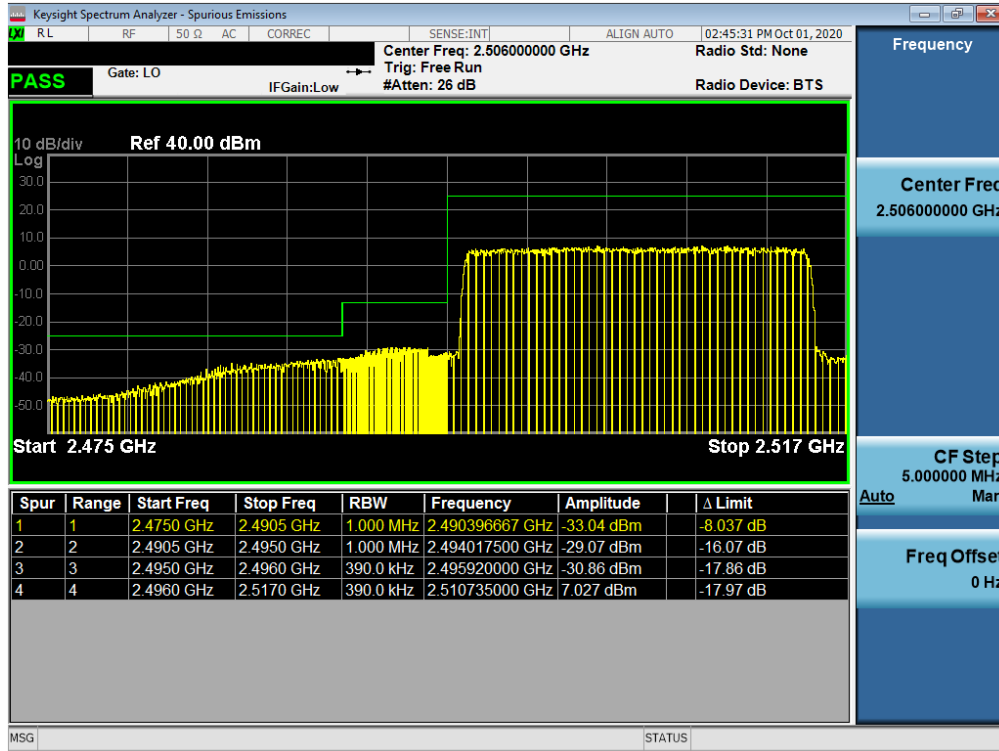 Keysight Spectrum Analyzer - Spurious Emissions
LXI RL RF 50 Ω AC CORREC SENSE:INT ALIGN AUTO 02:45:31 PM Oct 01, 2020
Center Freq: 2.506000000 GHz Radio Std: None
PASS Gate: LO Trig: Free Run
IFGain:Low #Atten: 26 dB Radio Device: BTS
10 dB/div Ref 40.00 dBm
Log
30.0
20.0
10.0
0.00
-10.0
-20.0
-30.0
-40.0
-50.0
Start 2.475 GHz Stop 2.517 GHz
Spur Range Start Freq Stop Freq RBW Frequency Amplitude Δ Limit
1 1 2.4750 GHz 2.4905 GHz 1.000 MHz 2.490396667 GHz -33.04 dBm -8.037 dB
2 2 2.4905 GHz 2.4950 GHz 1.000 MHz 2.494017500 GHz -29.07 dBm -16.07 dB
3 3 2.4950 GHz 2.4960 GHz 390.0 kHz 2.495920000 GHz -30.86 dBm -17.86 dB
4 4 2.4960 GHz 2.5170 GHz 390.0 kHz 2.510735000 GHz 7.027 dBm -17.97 dB
MSG STATUS
Frequency
Center Freq
2.506000000 GHz
CF Step
5.000000 MHz
Auto Man
Freq Offset
0 Hz